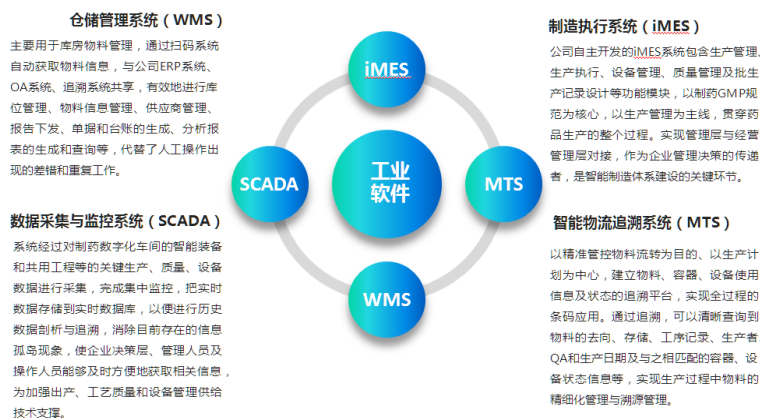 仓储管理系统（WMS）
主要用于库房物料管理，通过扫码系统
自动获取物料信息，与公司ERP系统、
OA系统、追溯系统共享，有效地进行库
位管理、物料信息管理、供应商管理、
报告下发、单据和台账的生成、分析报
表的生成和查询等，代替了人工操作出
现的差错和重复工作。
数据采集与监控系统（SCADA）
系统经过对制药数字化车间的智能装备
和共用工程等的关键生产、质量、设备
数据进行采集，完成集中监控，把实时
数据存储到实时数据库，以便进行历史
数据剖析与追溯，消除目前存在的信息
孤岛现象，使企业决策层、管理人员及
操作人员能够及时方便地获取相关信息，
为加强出产、工艺质量和设备管理供给
技术支撑。
iMES
SCADA
工业
软件
MTS
WMS
制造执行系统（iMES）
公司自主开发的iMES系统包含生产管理、
生产执行、设备管理、质量管理及批生
产记录设计等功能模块，以制药GMP规
范为核心，以生产管理为主线，贯穿药
品生产的整个过程。实现管理层与经营
管理层对接，作为企业管理决策的传递
者，是智能制造体系建设的关键环节。
智能物流追溯系统（MTS）
以精准管控物料流转为目的、以生产计
划为中心，建立物料、容器、设备使用
信息及状态的追溯平台，实现全过程的
条码应用。通过追溯，可以清晰查询到
物料的去向、存储、工序记录、生产者
QA和生产日期及与之相匹配的容器、设
备状态信息等，实现生产过程中物料的
精细化管理与溯源管理。